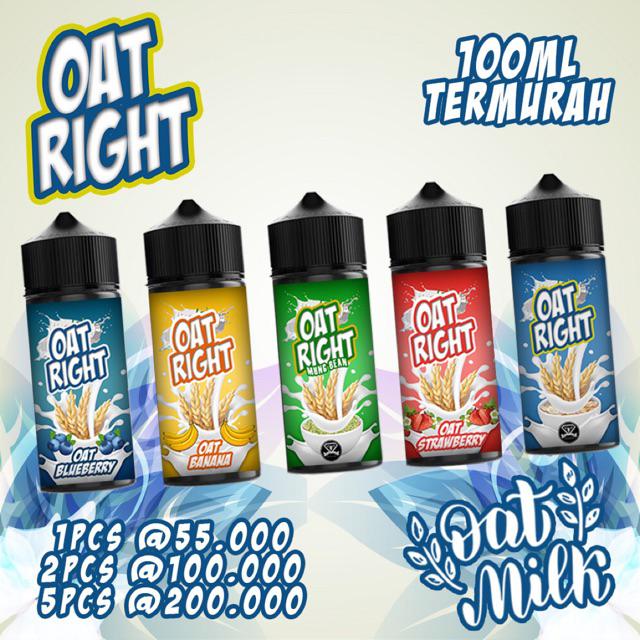 OAT
RIGHT
100ML
TERMURAH
OAT
RIGHT
OAT
BLUEBERRY
OAT
RIGHT
OAT
BANANA
OAT
RIGHT
MUNG BEAN
OAT
RIGHT
OAT
STRAWBERRY
OAT
RIGHT
1PCS @55.000
2PCS @100.000
5PCS @200.000
Oat
Milk